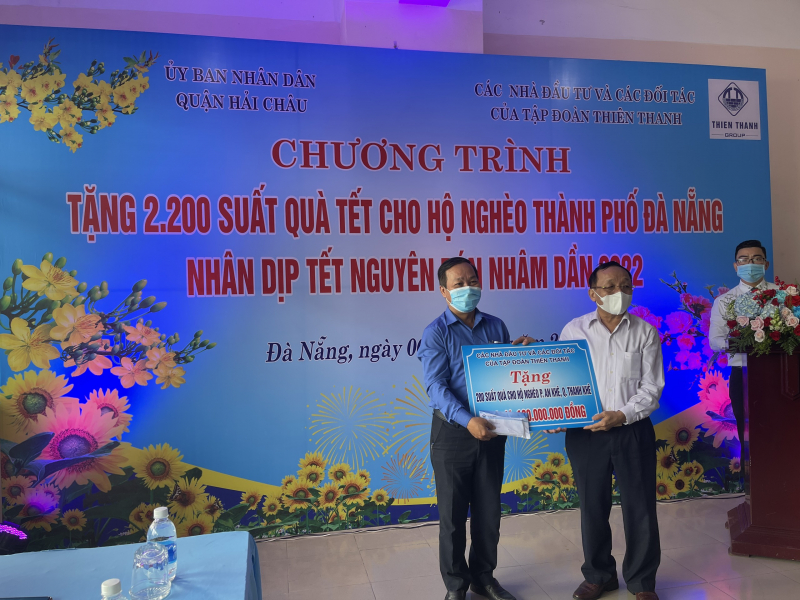 ỦY BAN NHÂN DÂN
QUẬN HẢI CHÂU
CÁC NHÀ ĐẦU TƯ VÀ CÁC ĐỐI TÁC
CỦA TẬP ĐOÀN THIÊN THANH
THIEN THANH
GROUP
CHƯƠNG TRÌNH
TẶNG 2.200 SUẤT QUÀ TẾT CHO HỘ NGHÈO THÀNH PHỐ ĐÀ NẴNG
NHÂN DỊP TẾT NGUYÊN ĐÁN NHÂM DẦN 2022
Đà Nẵng, ngày
CÁC NHÀ ĐẦU TƯ VÀ CÁC ĐỐI TÁC
CỦA TẬP ĐOÀN THIÊN THANH
Tặng
200 SUẤT QUÀ CHO HỘ NGHÈO P. AN KHÊ, Q. THANH KHÊ
100.000.000 ĐỒNG